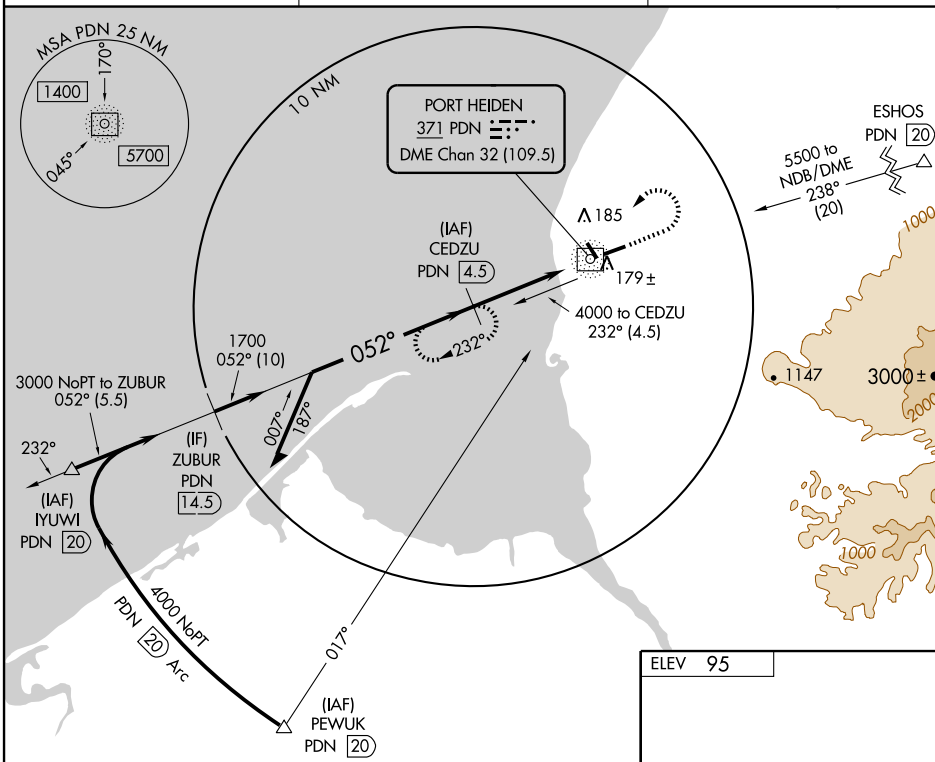 MSA PDN 25 NM
170°
1400
5700
045°
10 NM
PORT HEIDEN
371 PDN
DME Chan 32 (109.5)
ESHOS
PDN 20
5500 to
NDB/DME
238°
(20)
1000
185
(IAF)
CEDZU
PDN 4.5
179±
4000 to CEDZU
232° (4.5)
232°
052°
1700
052° (10)
3000 NoPT to ZUBUR
052° (5.5)
007°
187°
1147
3000±
2000
232°
(IF)
ZUBUR
PDN
14.5
(IAF)
IYUWI
PDN 20
1000
4000 NoPT
PDN 20 Arc
017°
ELEV 95
(IAF)
PEWUK
PDN 20